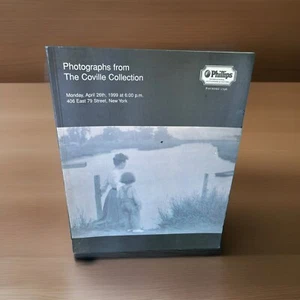 Photographs from
The Coville Collection
Phillips
Monday, April 26th, 1999 at 6:00 p.m.
406 East 79 Street, New York